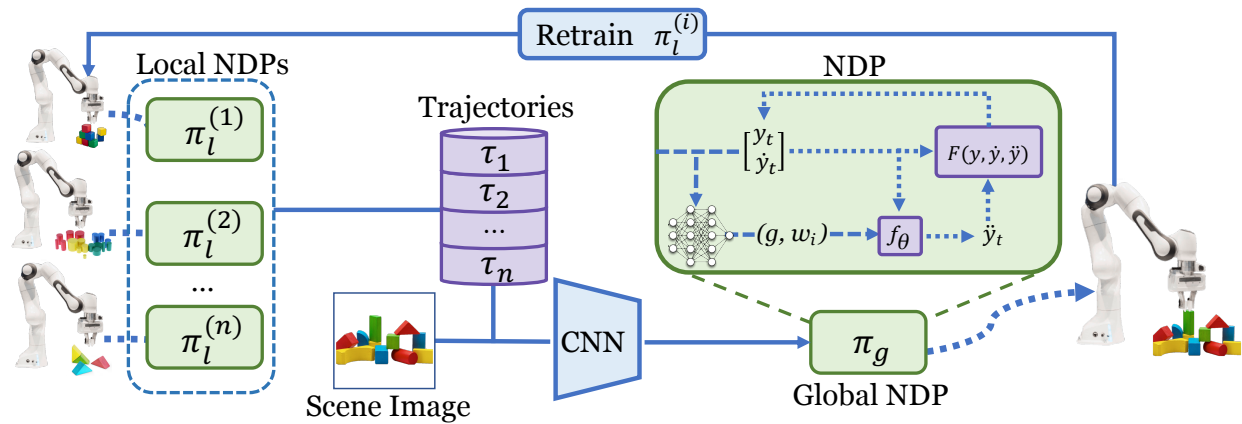 Retrain π_l^(i)
Local NDPs
NDP
π_l^(1)
π_l^(2)
...
π_l^(n)
Trajectories
τ_1
τ_2
...
τ_n
[y_t
ẏ_t]
F(y, ẏ, ÿ)
(g, w_i)
f_θ
ÿ_t
CNN
π_g
Scene Image
Global NDP